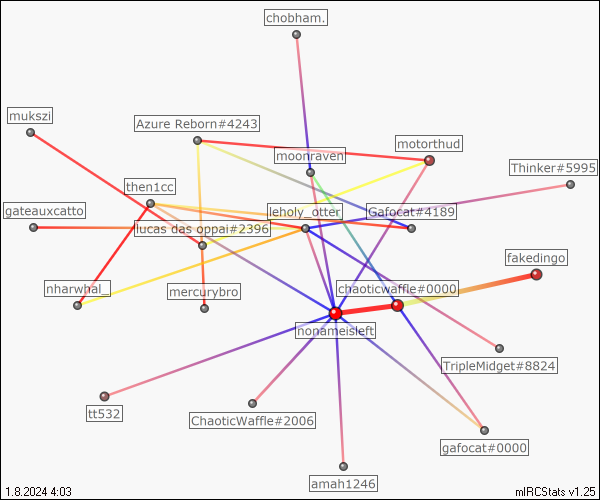 chobham.
mukszi
Azure Reborn#4243
motorthud
moonraven
Thinker#5995
then1cc
gateauxcatto
leholy_otter
Gafocat#4189
lucas das oppai#2396
fakedingo
nharwhal_
mercurybro
chaoticwaffle#0000
nonameisleft
TripleMidget#8824
tt532
ChaoticWaffle#2006
gafocat#0000
amah1246
1.8.2024 4:03
mIRCStats v1.25